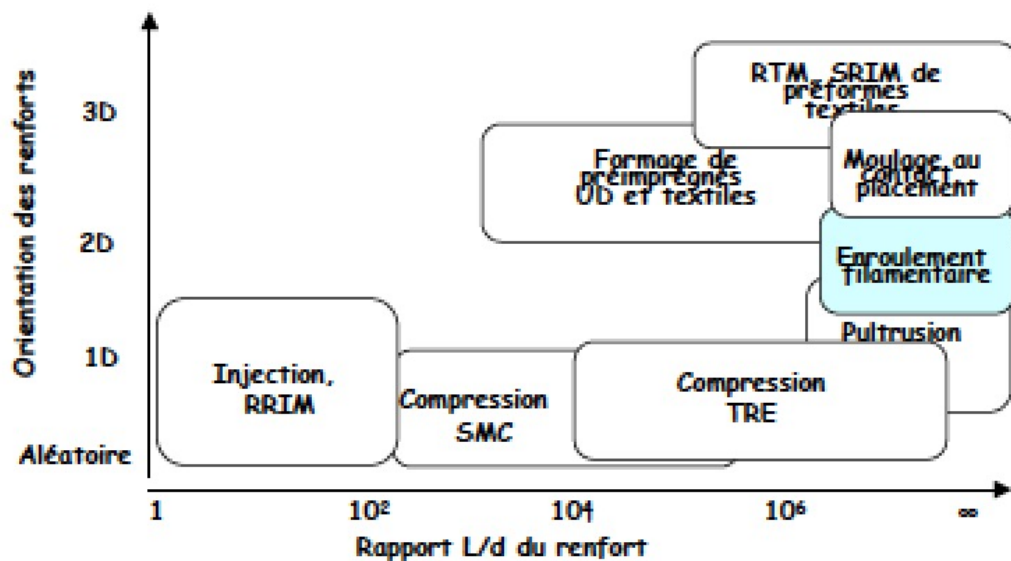 Orientation des renforts
3D
2D
1D
Aléatoire
RTM, SRIM de
préformes
textiles
Formage de
préimprégnés
UD et textiles
Moulage au
contact
placement
Enroulement
filamentaire
Pultrusion
Injection,
RRIM
Compression
SMC
Compression
TRE
1
10²
10⁴
10⁶
∞
Rapport L/d du renfort